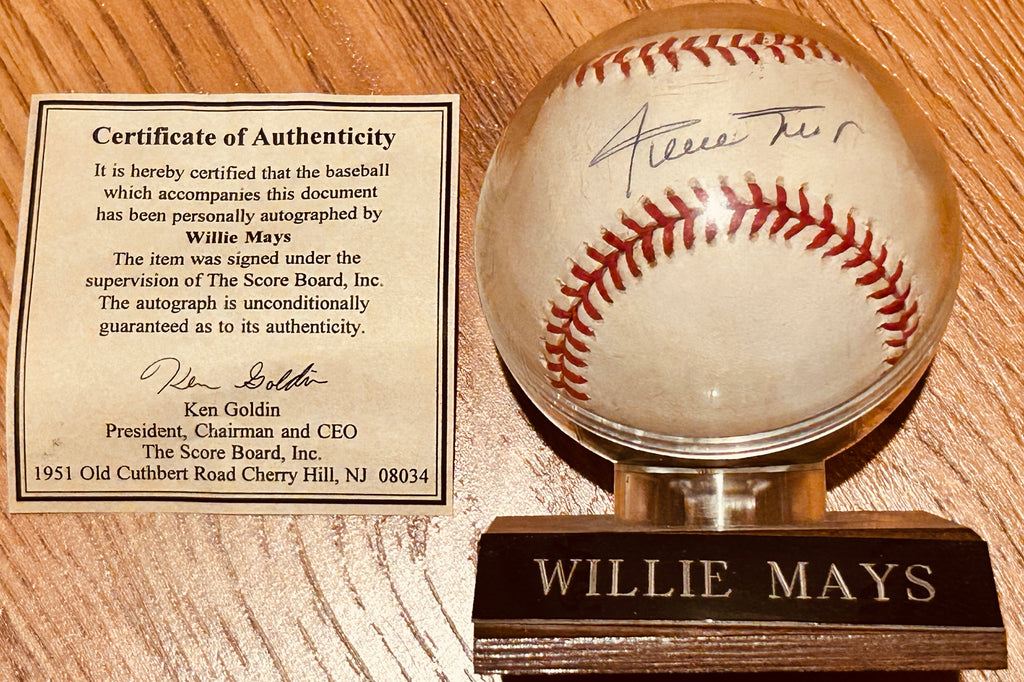 Certificate of Authenticity
It is hereby certified that the baseball
which accompanies this document
has been personally autographed by
Willie Mays
The item was signed under the
supervision of The Score Board, Inc.
The autograph is unconditionally
guaranteed as to its authenticity.
Ken Goldin
Ken Goldin
President, Chairman and CEO
The Score Board, Inc.
1951 Old Cuthbert Road Cherry Hill, NJ 08034
Willie Mays
WILLIE MAYS